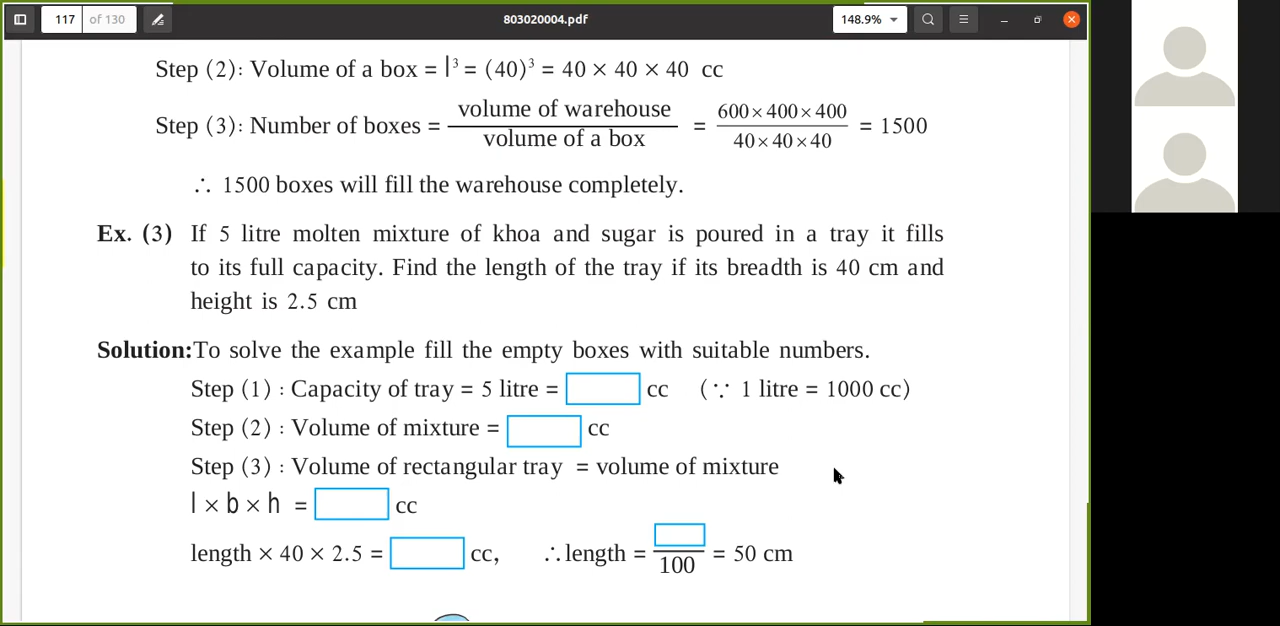 117 of 130
803020004.pdf
148.9%
Step (2): Volume of a box = l³ = (40)³ = 40 × 40 × 40 cc
Step (3): Number of boxes = volume of warehouse / volume of a box = 600×400×400 / 40×40×40 = 1500
∴ 1500 boxes will fill the warehouse completely.
Ex. (3) If 5 litre molten mixture of khoa and sugar is poured in a tray it fills
to its full capacity. Find the length of the tray if its breadth is 40 cm and
height is 2.5 cm
Solution:To solve the example fill the empty boxes with suitable numbers.
Step (1) : Capacity of tray = 5 litre = cc (∵ 1 litre = 1000 cc)
Step (2) : Volume of mixture = cc
Step (3) : Volume of rectangular tray = volume of mixture
l × b × h = cc
length × 40 × 2.5 = cc, ∴ length = / 100 = 50 cm